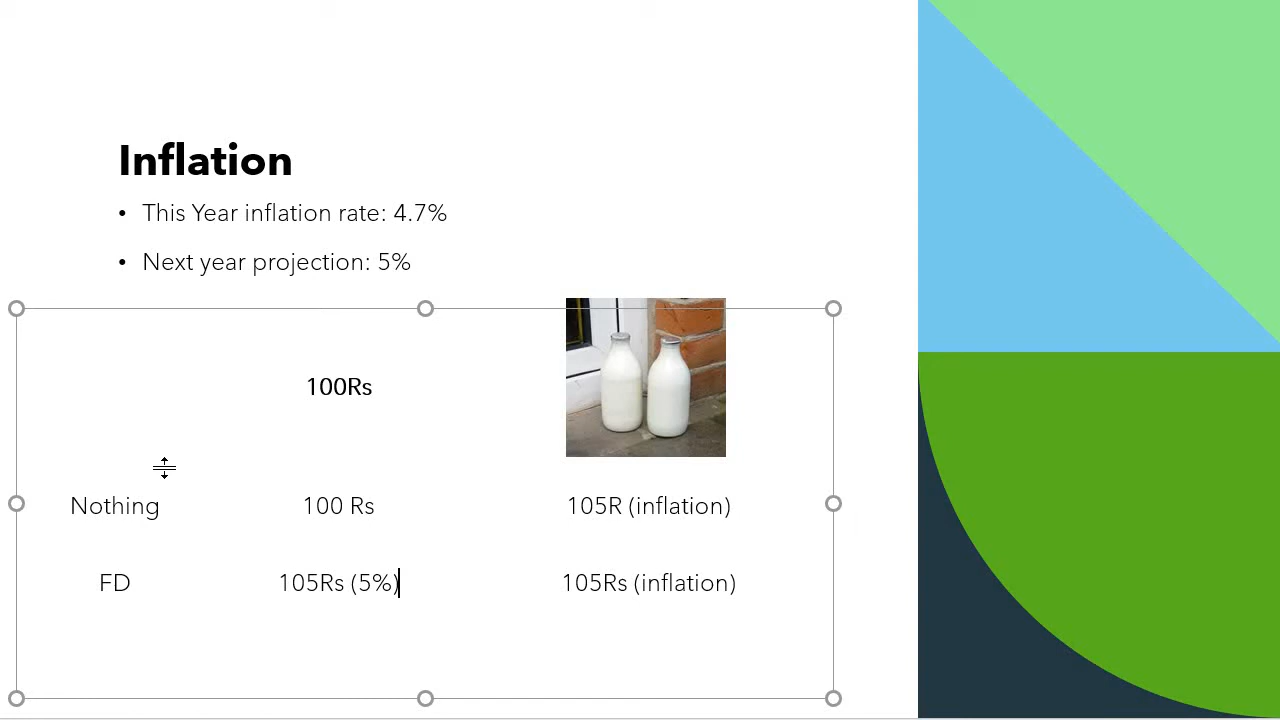 Inflation
• This Year inflation rate: 4.7%
• Next year projection: 5%
100Rs
Nothing 100 Rs 105R (inflation)
FD 105Rs (5%) 105Rs (inflation)